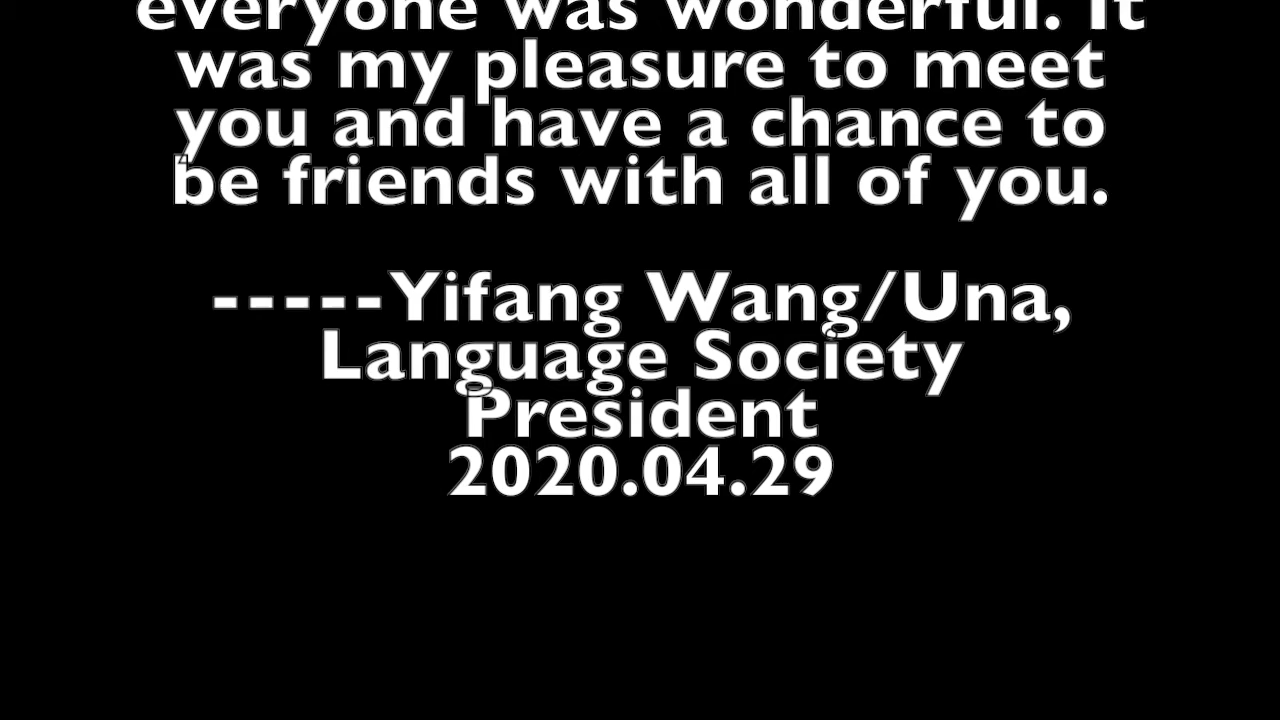 everyone was wonderful. It
was my pleasure to meet
you and have a chance to
be friends with all of you.
-----Yifang Wang/Una,
Language Society
President
2020.04.29